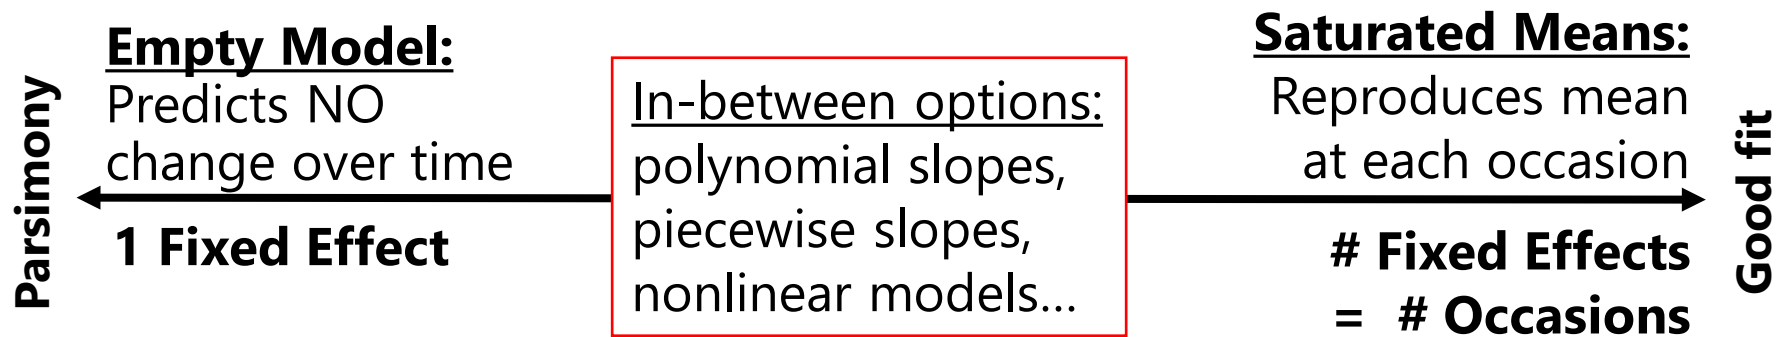 Parsimony
Empty Model:
Predicts NO
change over time
1 Fixed Effect
In-between options:
polynomial slopes,
piecewise slopes,
nonlinear models...
Saturated Means:
Reproduces mean
at each occasion
# Fixed Effects
= # Occasions
Good fit